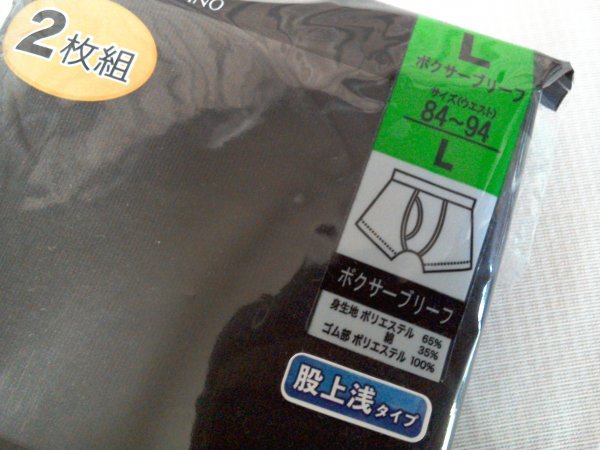 INO
2枚組
L
ボクサーブリーフ
サイズ(ウエスト)
84~94
L
ボクサーブリーフ
身生地 ポリエステル 65%
綿 35%
ゴム部 ポリエステル 100%
股上浅タイプ